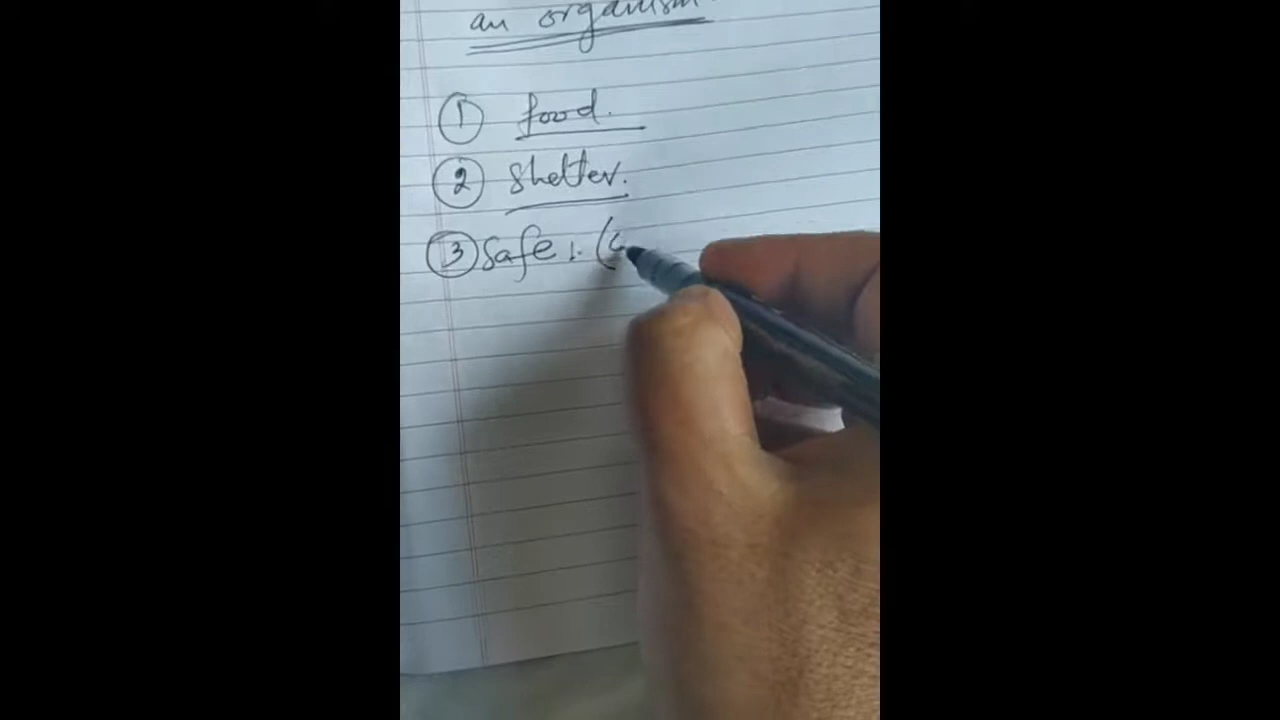 an organism
① food.
② Shelter.
③ Safe :- (